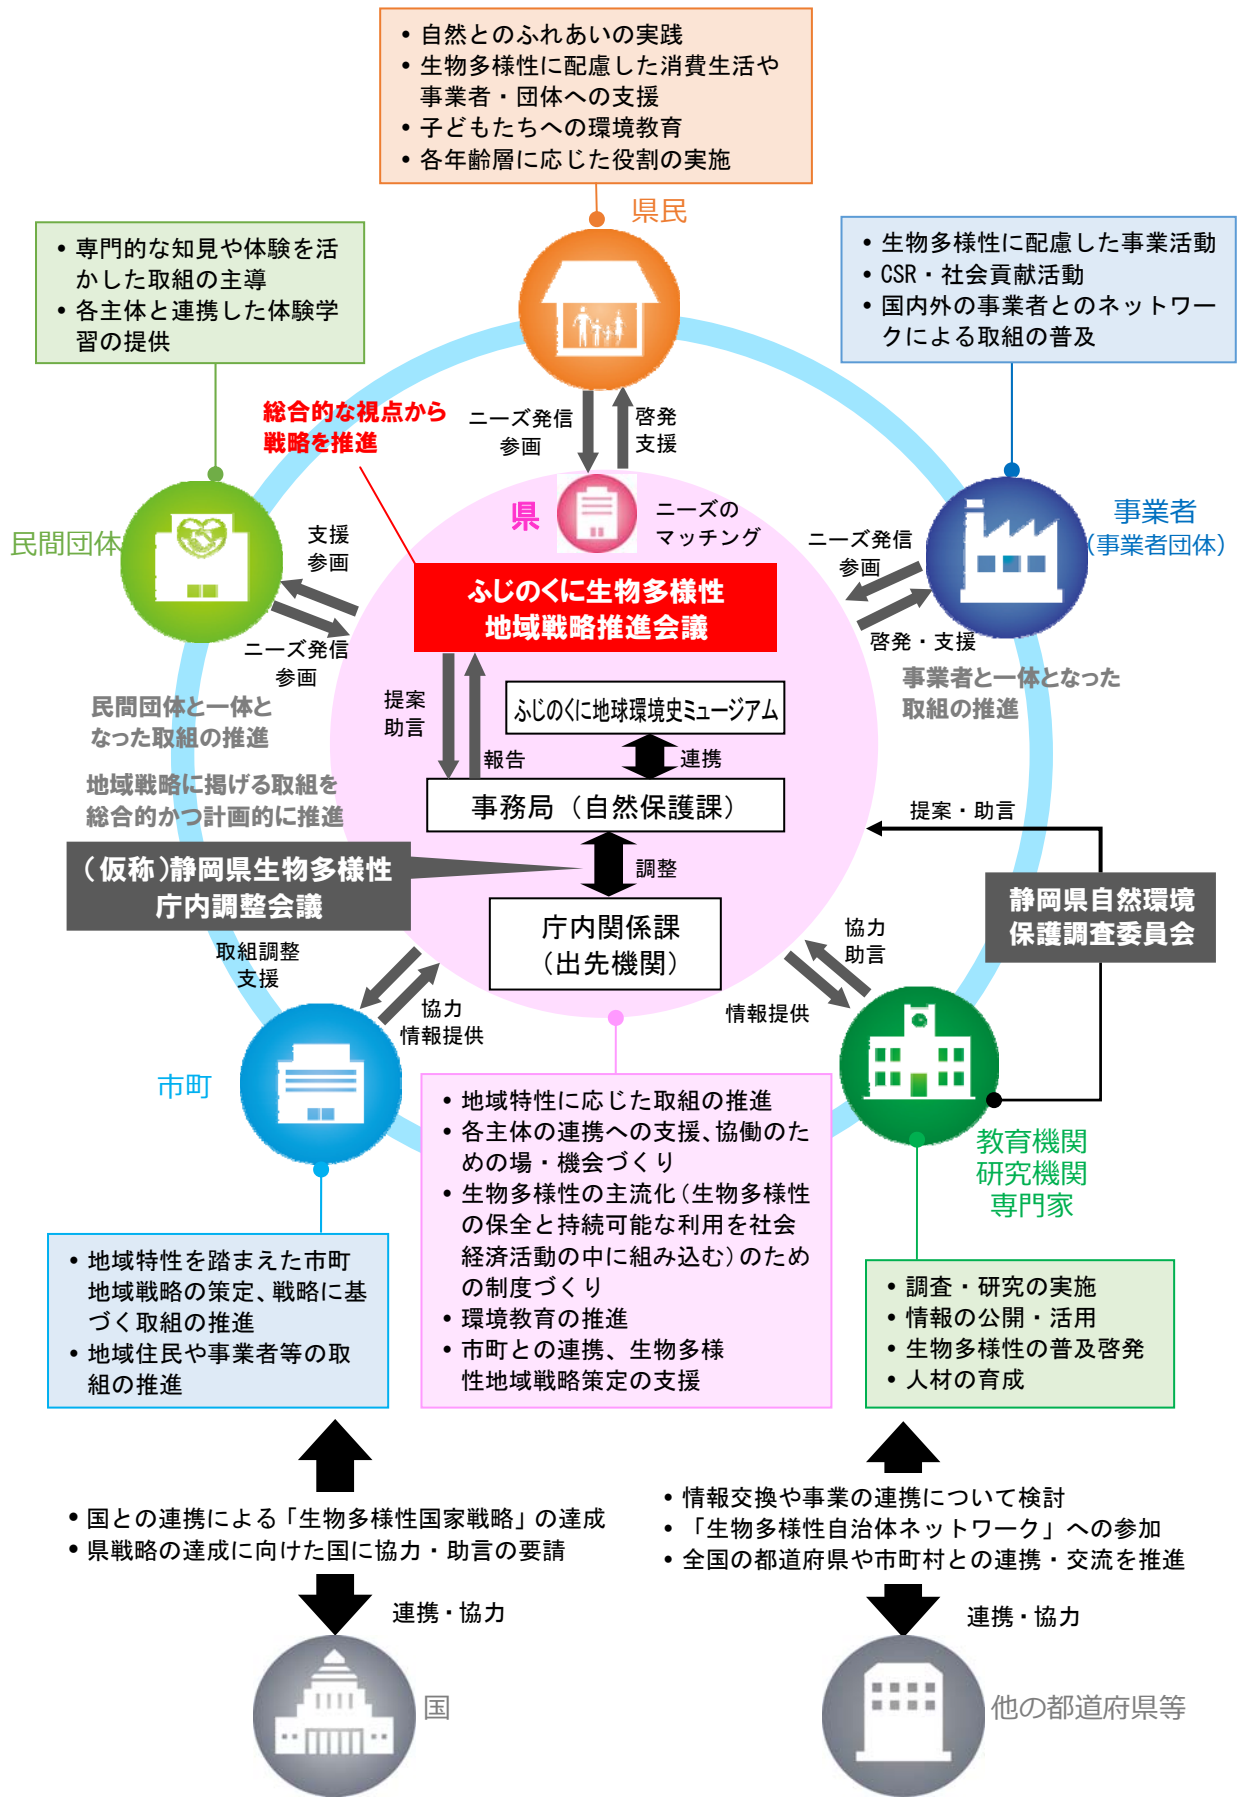 • 自然とのふれあいの実践
• 生物多様性に配慮した消費生活や
事業者・団体への支援
• 子どもたちへの環境教育
• 各年齢層に応じた役割の実施
県民
• 専門的な知見や体験を活
かした取組の主導
• 各主体と連携した体験学
習の提供
• 生物多様性に配慮した事業活動
• CSR・社会貢献活動
• 国内外の事業者とのネットワー
クによる取組の普及
総合的な視点から
戦略を推進
ニーズ発信
参画
啓発
支援
県
ニーズの
マッチング
民間団体
支援
参画
ニーズ発信
参画
事業者
（事業者団体）
ニーズ発信
参画
啓発・支援
ふじのくに生物多様性
地域戦略推進会議
民間団体と一体と
なった取組の推進
事業者と一体となった
取組の推進
提案
助言
報告
ふじのくに地球環境史ミュージアム
連携
地域戦略に掲げる取組を
総合的かつ計画的に推進
事務局（自然保護課）
提案・助言
（仮称）静岡県生物多様性
庁内調整会議
調整
静岡県自然環境
保護調査委員会
庁内関係課
（出先機関）
取組調整
支援
協力
情報提供
協力
助言
情報提供
市町
教育機関
研究機関
専門家
• 地域特性に応じた取組の推進
• 各主体の連携への支援、協働のた
めの場・機会づくり
• 生物多様性の主流化（生物多様性
の保全と持続可能な利用を社会
経済活動の中に組み込む）のため
の制度づくり
• 環境教育の推進
• 市町との連携、生物多様
性地域戦略策定の支援
• 地域特性を踏まえた市町
地域戦略の策定、戦略に基
づく取組の推進
• 地域住民や事業者等の取
組の推進
• 調査・研究の実施
• 情報の公開・活用
• 生物多様性の普及啓発
• 人材の育成
• 国との連携による「生物多様性国家戦略」の達成
• 県戦略の達成に向けた国に協力・助言の要請
連携・協力
国
• 情報交換や事業の連携について検討
• 「生物多様性自治体ネットワーク」への参加
• 全国の都道府県や市町村との連携・交流を推進
連携・協力
他の都道府県等